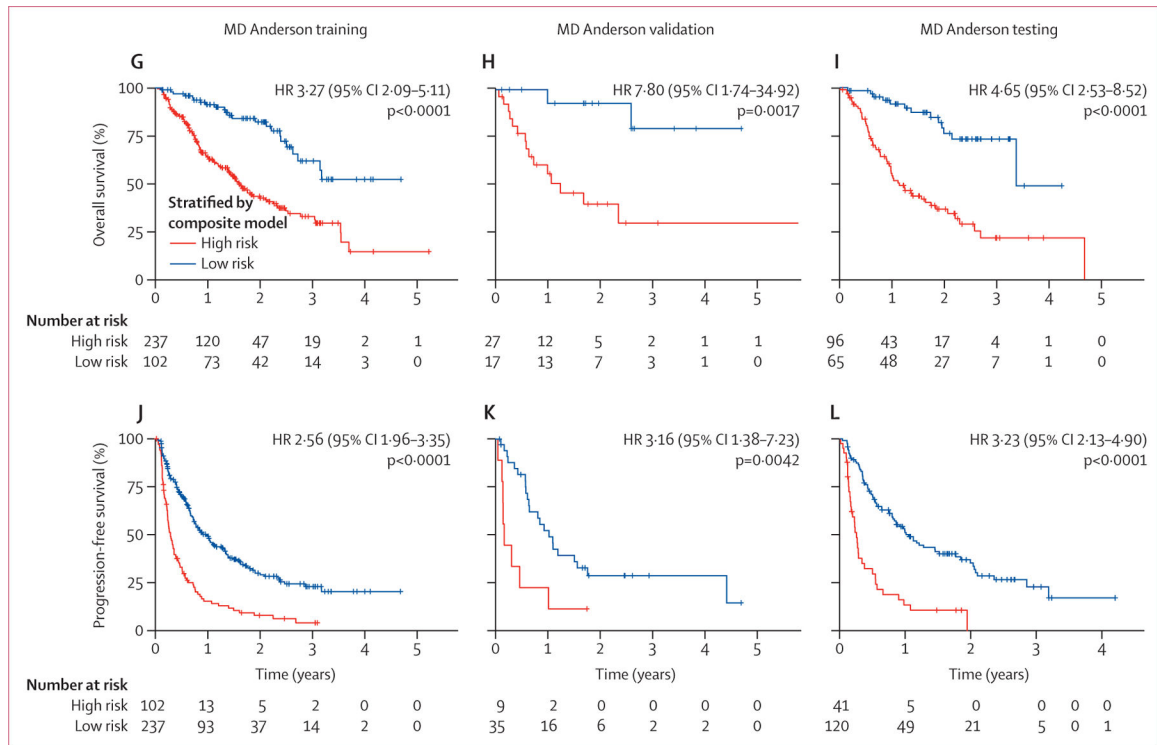 MD Anderson training MD Anderson validation MD Anderson testing
G H I
HR 3·27 (95% CI 2·09–5·11) HR 7·80 (95% CI 1·74–34·92) HR 4·65 (95% CI 2·53–8·52)
p<0·0001 p=0·0017 p<0·0001
Overall survival (%)
100
75
50
25
0
Stratified by
composite model
High risk
Low risk
0 1 2 3 4 5 0 1 2 3 4 5 0 1 2 3 4 5
Number at risk
High risk 237 120 47 19 2 1 27 12 5 2 1 1 96 43 17 4 1 0
Low risk 102 73 42 14 3 0 17 13 7 3 1 0 65 48 27 7 1 0
J K L
HR 2·56 (95% CI 1·96–3·35) HR 3·16 (95% CI 1·38–7·23) HR 3·23 (95% CI 2·13–4·90)
p<0·0001 p=0·0042 p<0·0001
Progression-free survival (%)
100
75
50
25
0
0 1 2 3 4 5 0 1 2 3 4 5 0 1 2 3 4
Time (years) Time (years) Time (years)
Number at risk
High risk 102 13 5 2 0 0 9 2 0 0 0 0 41 5 0 0 0 0
Low risk 237 93 37 14 2 0 35 16 6 2 2 0 120 49 21 5 0 1